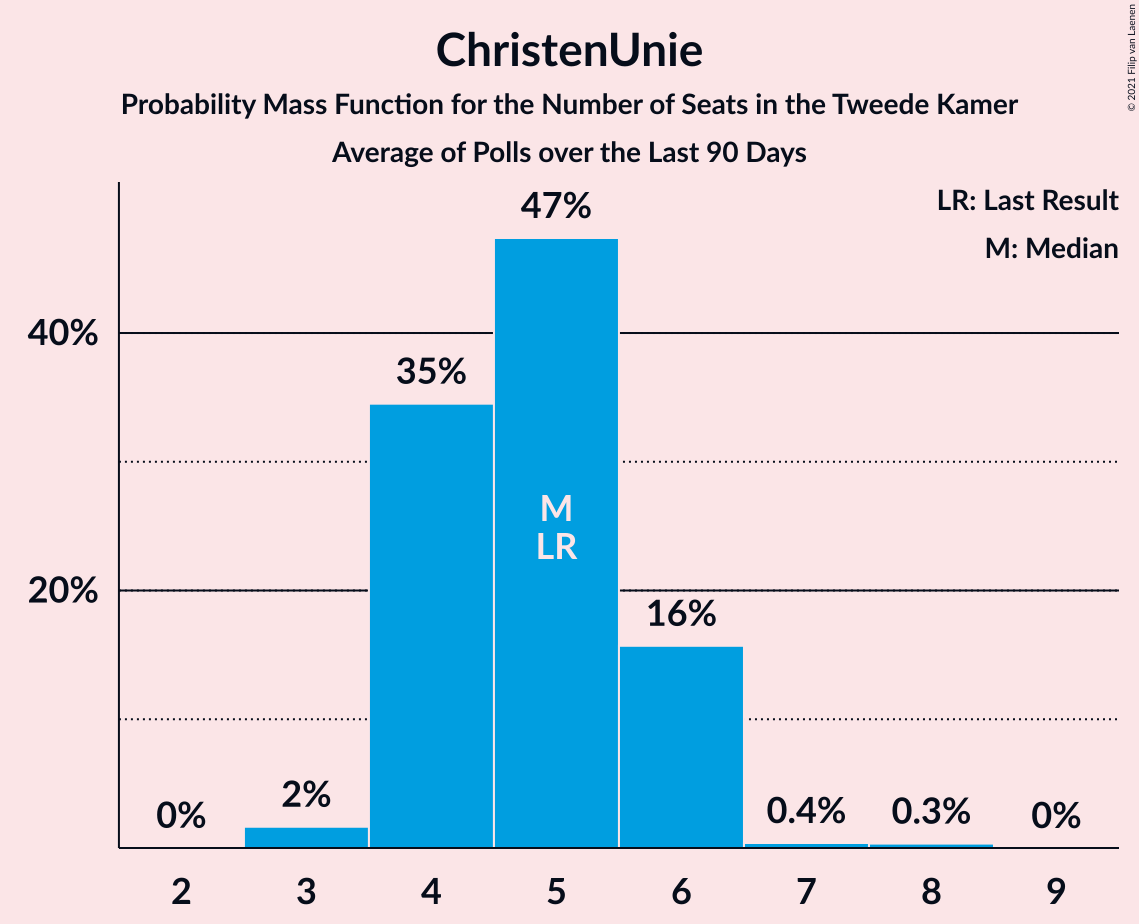 ChristenUnie
Probability Mass Function for the Number of Seats in the Tweede Kamer
Average of Polls over the Last 90 Days
© 2021 Filip van Laenen
LR: Last Result
M: Median
47%
40%
35%
M
LR
20%
16%
2%
0%
0.4%
0.3%
0%
2 3 4 5 6 7 8 9